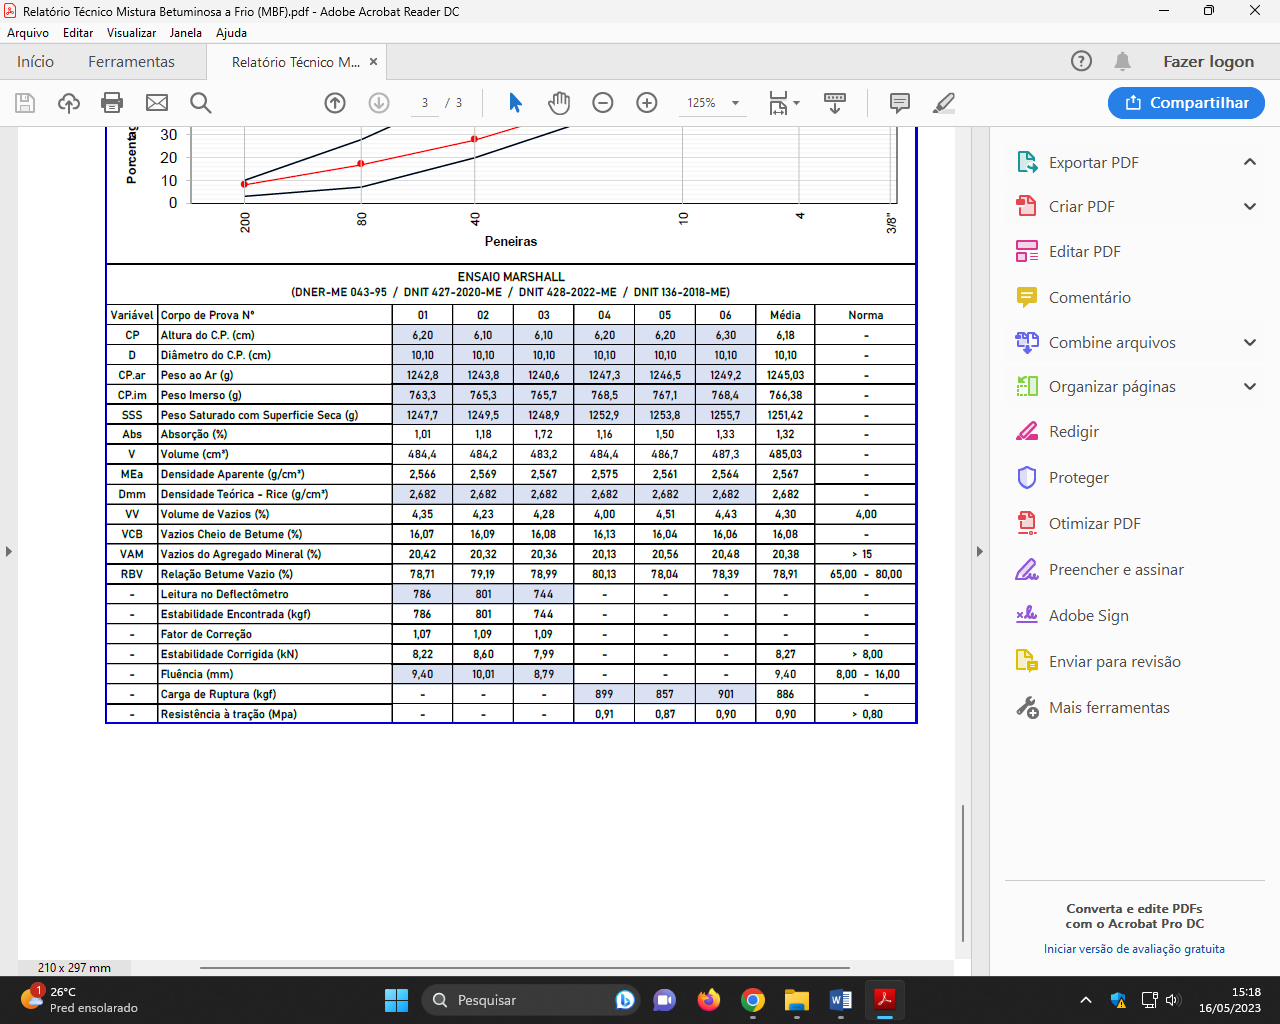 Relatório Técnico Mistura Betuminosa a Frio (MBF).pdf - Adobe Acrobat Reader DC
Arquivo Editar Visualizar Janela Ajuda
Início Ferramentas Relatório Técnico M... × Fazer logon
3 / 3 125% Compartilhar
Porcentag
30
20
10
0
200 80 40 10 4 3/8"
Peneiras
ENSAIO MARSHALL
(DNER-ME 043-95 / DNIT 427-2020-ME / DNIT 428-2022-ME / DNIT 136-2018-ME)
Variável Corpo de Prova N° 01 02 03 04 05 06 Média Norma
CP Altura do C.P. (cm) 6,20 6,10 6,10 6,20 6,20 6,30 6,18 -
D Diâmetro do C.P. (cm) 10,10 10,10 10,10 10,10 10,10 10,10 10,10 -
CP.ar Peso ao Ar (g) 1242,8 1243,8 1240,6 1247,3 1246,5 1249,2 1245,03 -
CP.im Peso Imerso (g) 763,3 765,3 765,7 768,5 767,1 768,4 766,38 -
SSS Peso Saturado com Superfície Seca (g) 1247,7 1249,5 1248,9 1252,9 1253,8 1255,7 1251,42 -
Abs Absorção (%) 1,01 1,18 1,72 1,16 1,50 1,33 1,32 -
V Volume (cm³) 484,4 484,2 483,2 484,4 486,7 487,3 485,03 -
MEa Densidade Aparente (g/cm³) 2,566 2,569 2,567 2,575 2,561 2,564 2,567 -
Dmm Densidade Teórica - Rice (g/cm³) 2,682 2,682 2,682 2,682 2,682 2,682 2,682 -
VV Volume de Vazios (%) 4,35 4,23 4,28 4,00 4,51 4,43 4,30 4,00
VCB Vazios Cheio de Betume (%) 16,07 16,09 16,08 16,13 16,04 16,06 16,08 -
VAM Vazios do Agregado Mineral (%) 20,42 20,32 20,36 20,13 20,56 20,48 20,38 > 15
RBV Relação Betume Vazio (%) 78,71 79,19 78,99 80,13 78,04 78,39 78,91 65,00 - 80,00
- Leitura no Deflectômetro 786 801 744 - - - - -
- Estabilidade Encontrada (kgf) 786 801 744 - - - - -
- Fator de Correção 1,07 1,09 1,09 - - - - -
- Estabilidade Corrigida (kN) 8,22 8,60 7,99 - - - 8,27 > 8,00
- Fluência (mm) 9,40 10,01 8,79 - - - 9,40 8,00 - 16,00
- Carga de Ruptura (kgf) - - - 899 857 901 886 -
- Resistência à tração (Mpa) - - - 0,91 0,87 0,90 0,90 > 0,80
210 x 297 mm
Exportar PDF
Criar PDF
Editar PDF
Comentário
Combine arquivos
Organizar páginas
Redigir
Proteger
Otimizar PDF
Preencher e assinar
Adobe Sign
Enviar para revisão
Mais ferramentas
Converta e edite PDFs
com o Acrobat Pro DC
Iniciar versão de avaliação gratuita
1 26°C
Pred ensolarado
Pesquisar
15:18
16/05/2023